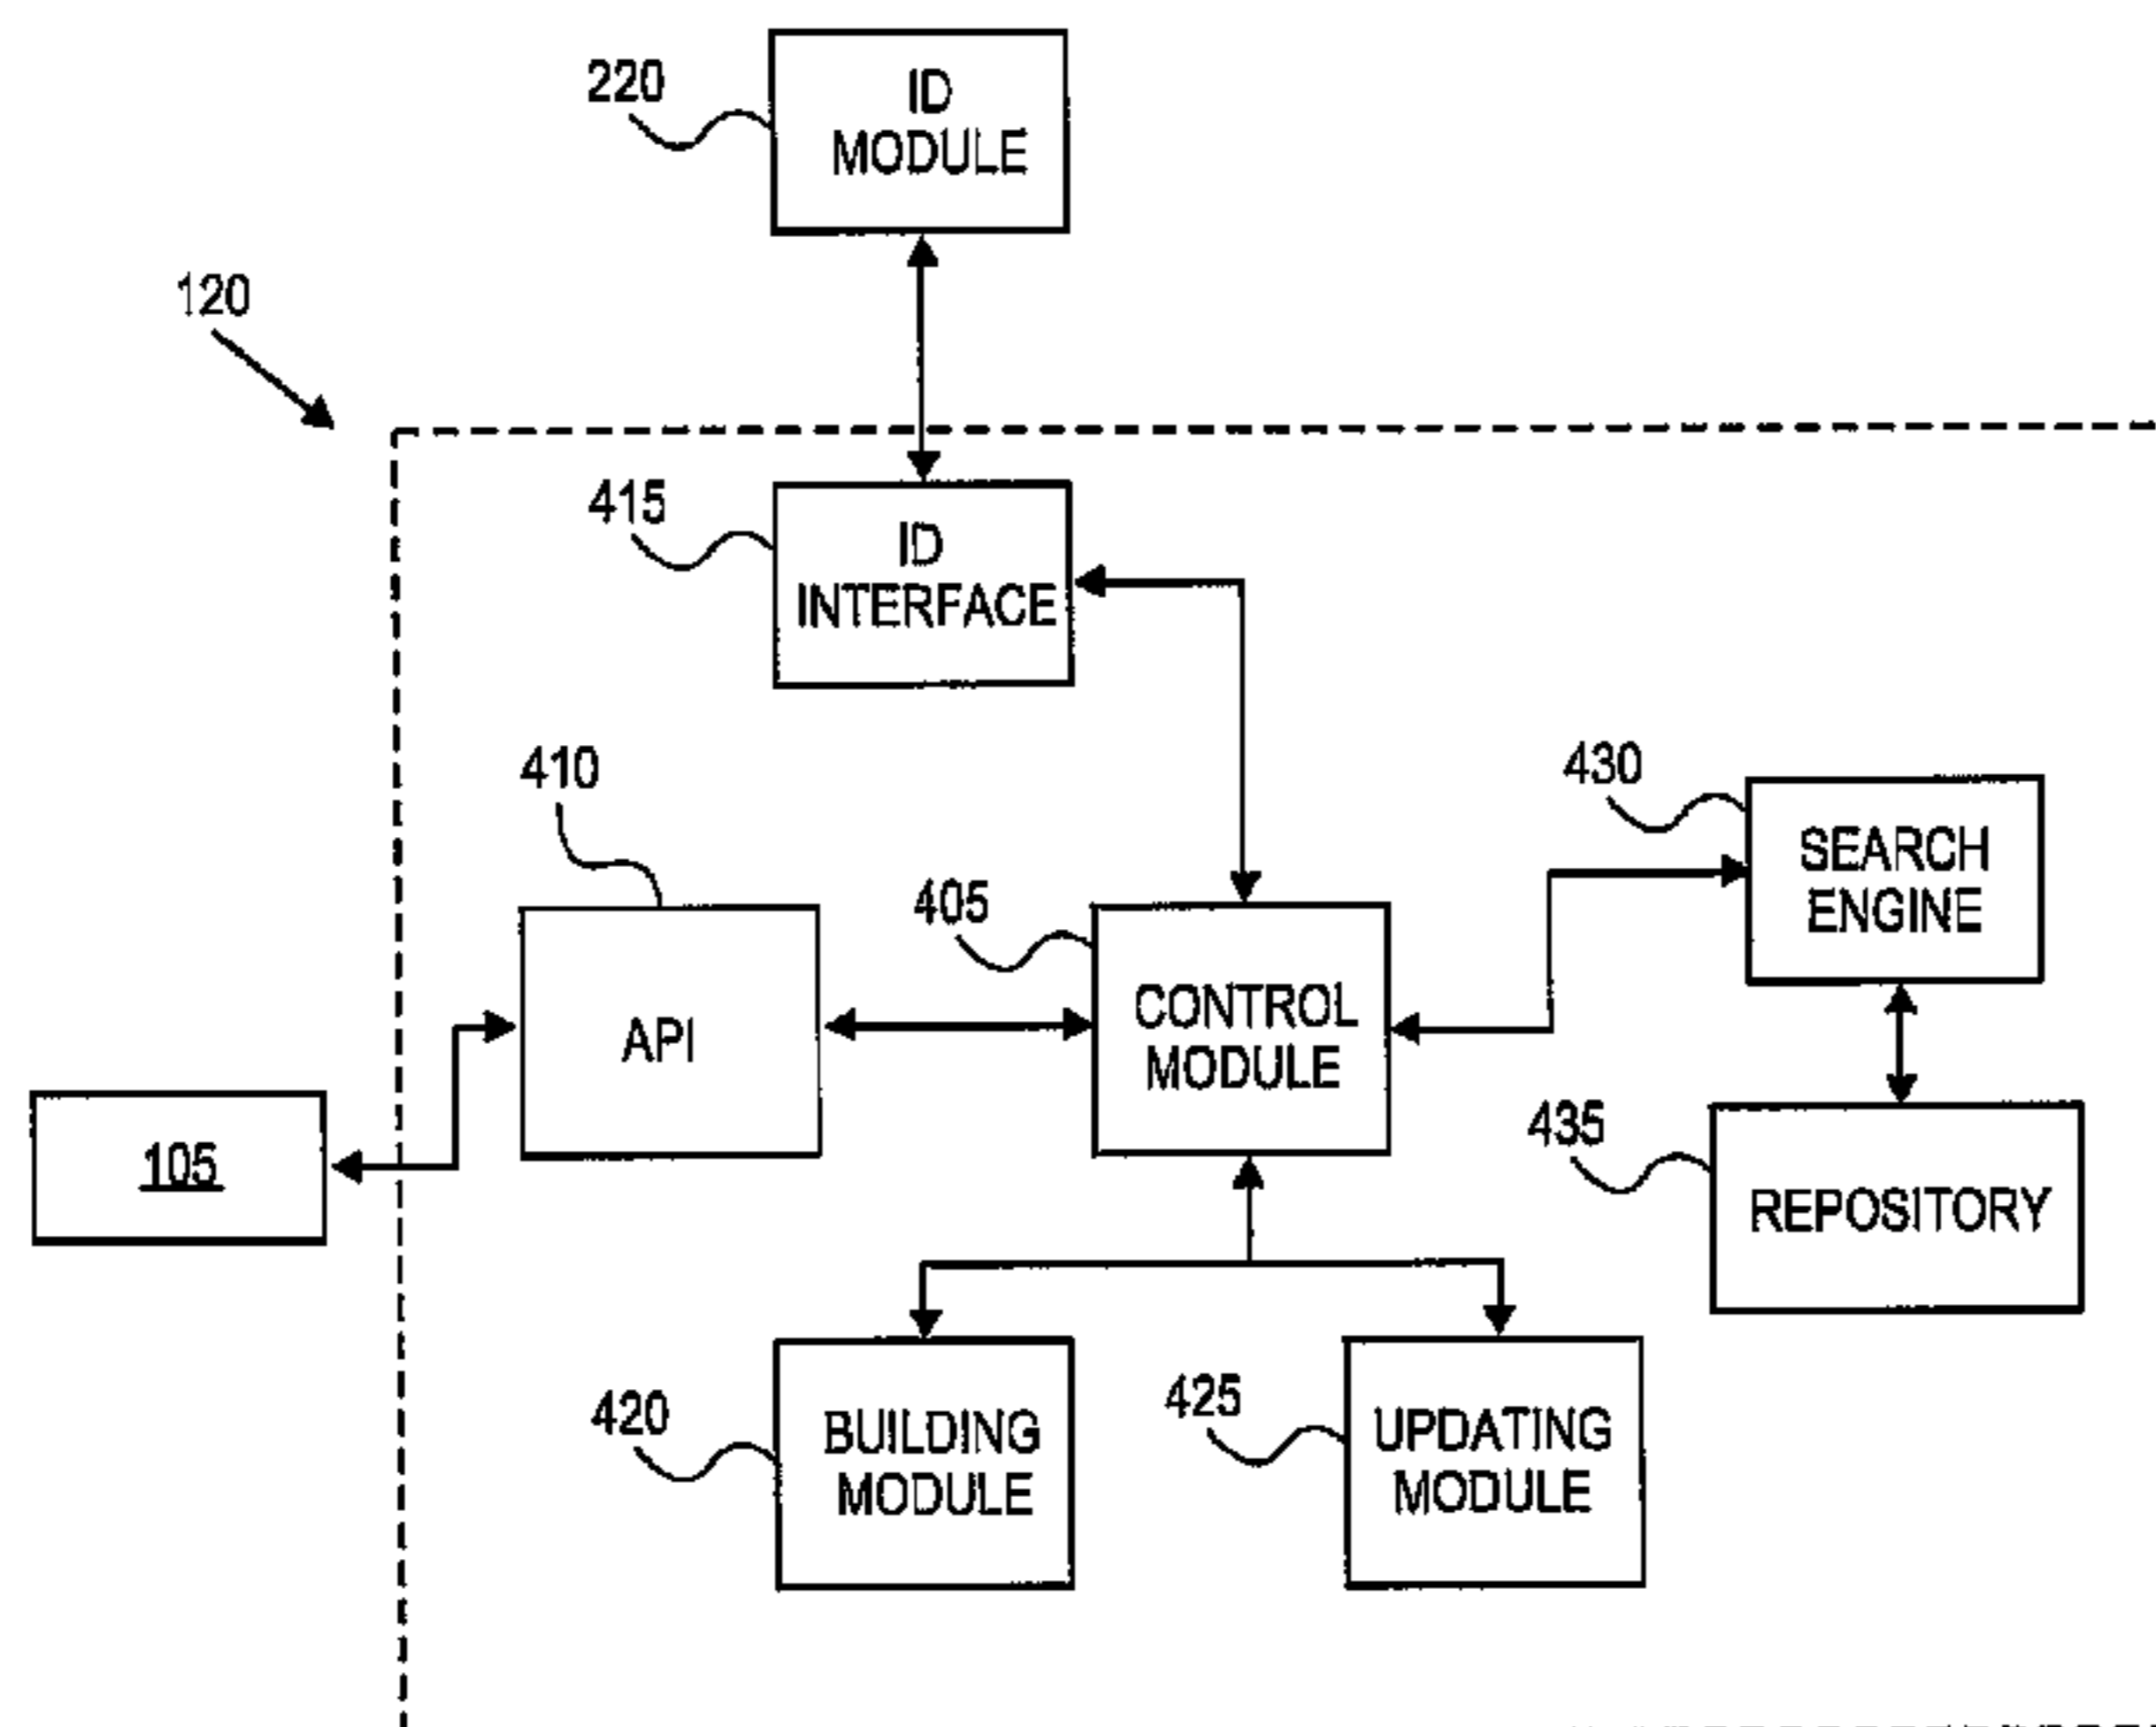 220
ID
MODULE
120
415
ID
INTERFACE
410
430
SEARCH
ENGINE
405
API
CONTROL
MODULE
105
435
REPOSITORY
420
BUILDING
MODULE
425
UPDATING
MODULE